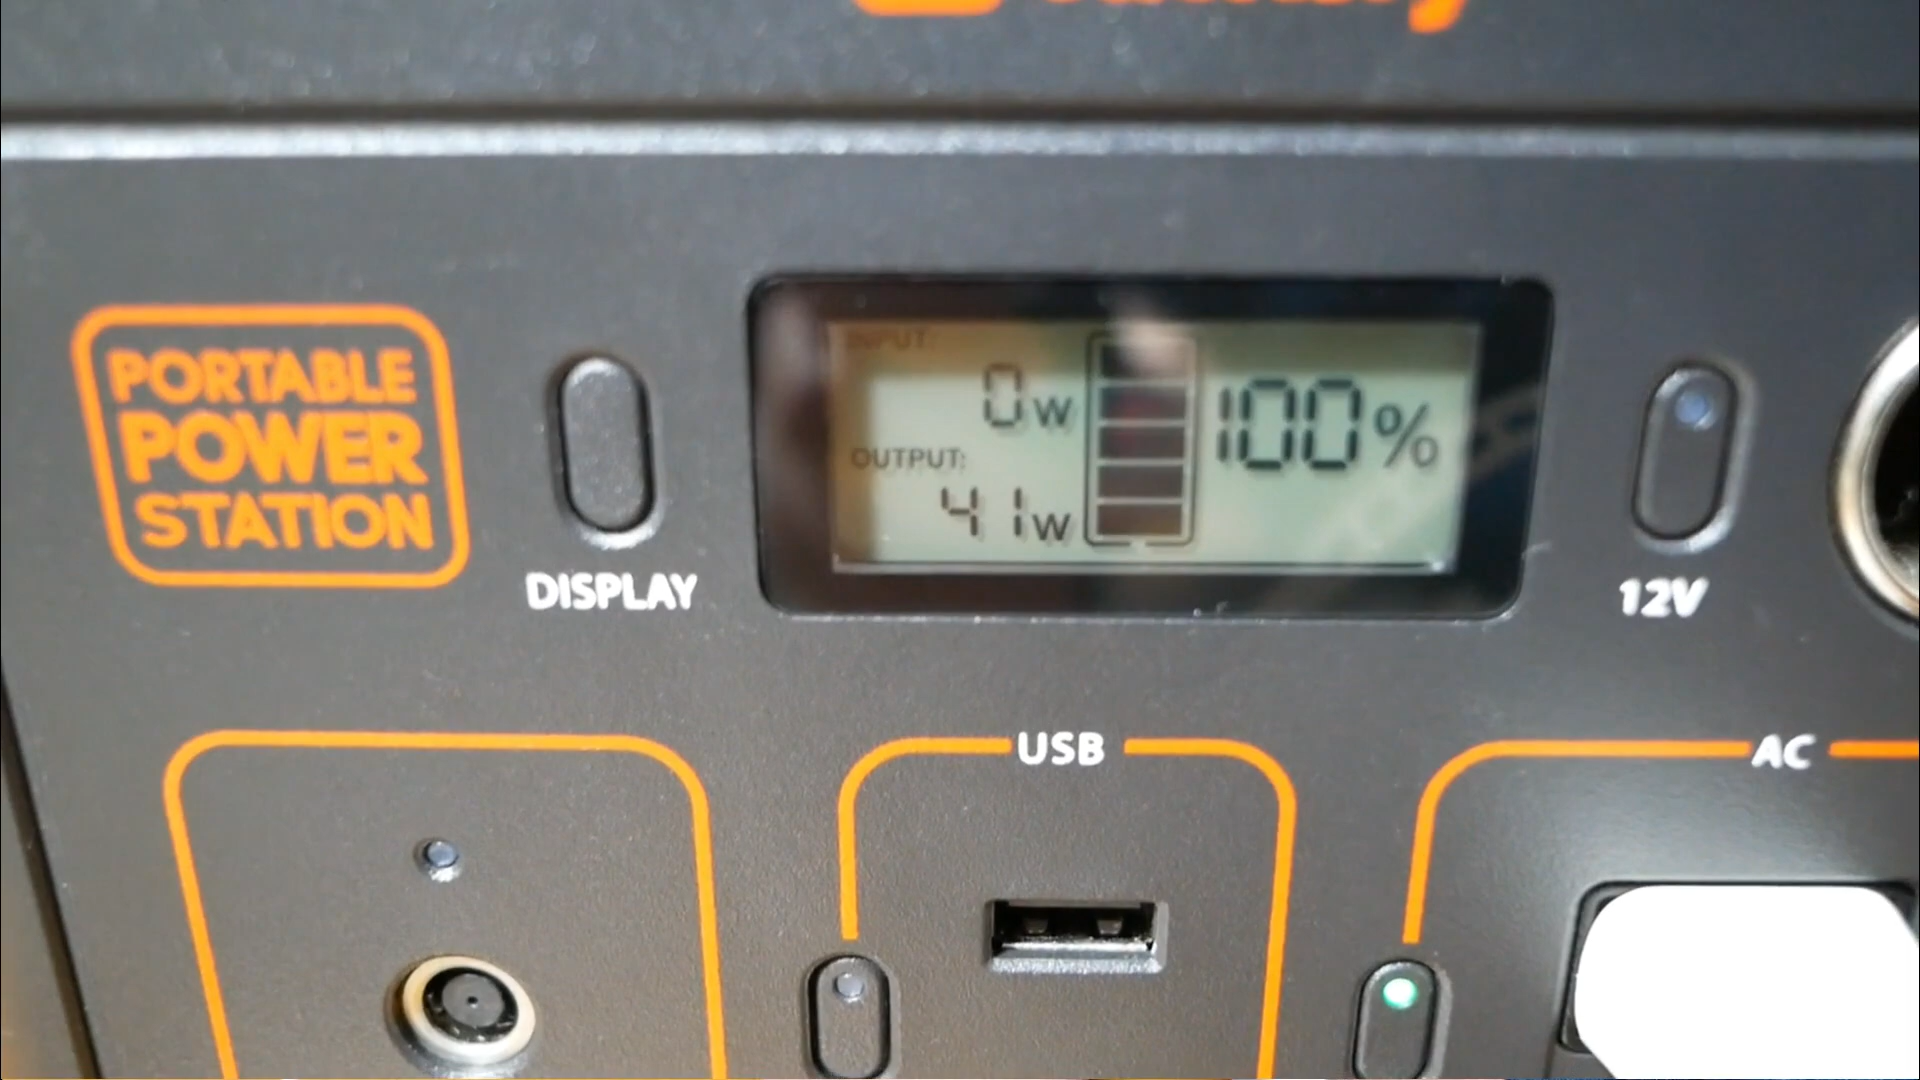 PORTABLE
POWER
STATION
DISPLAY
INPUT:
0W
OUTPUT:
41W
100%
12V
USB
AC